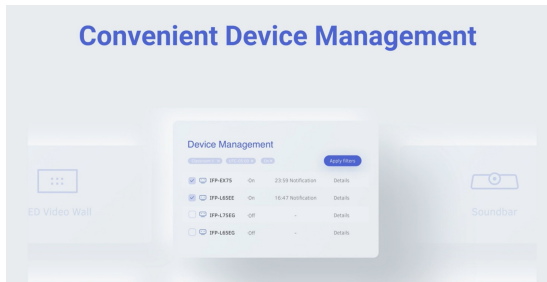 Convenient Device Management
Device Management
Apply filters
IFP-EX75 On 23:59 Notification Details
IFP-L65EE On 16:47 Notification Details
IFP-L75EG Off - Details
IFP-L65EG Off - Details
ED Video Wall
Soundbar